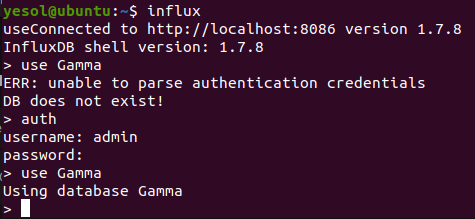 yesol@ubuntu:~$ influx
useConnected to http://localhost:8086 version 1.7.8
InfluxDB shell version: 1.7.8
> use Gamma
ERR: unable to parse authentication credentials
DB does not exist!
> auth
username: admin
password:
> use Gamma
Using database Gamma
>